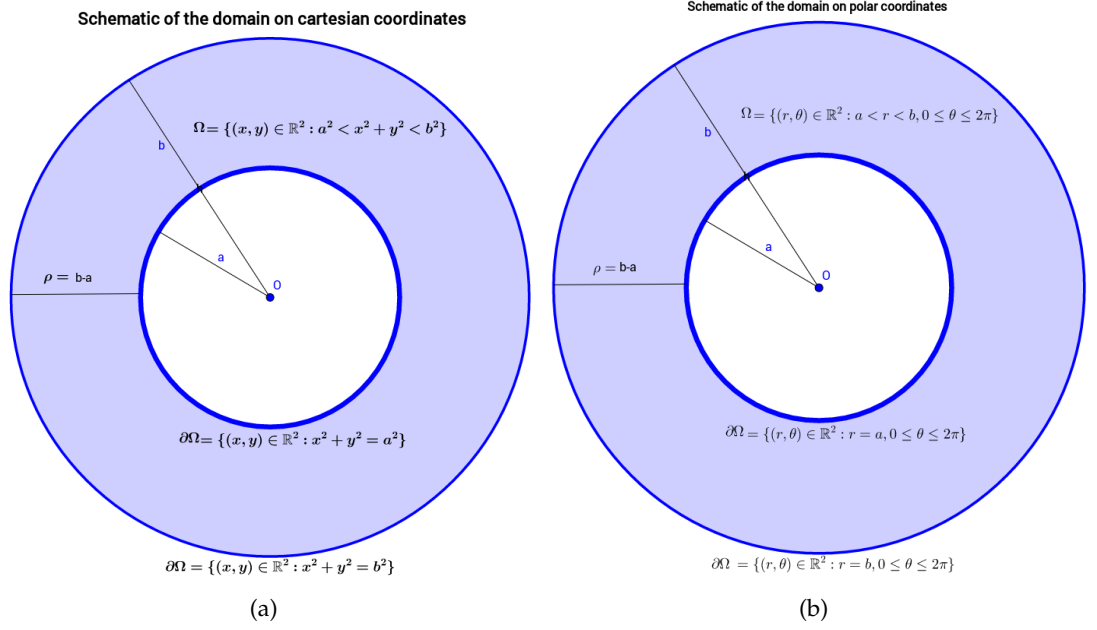 Schematic of the domain on cartesian coordinates
Ω= {(x, y) ∈ ℝ² : a² < x² + y² < b²}
b
a
O
ρ = b-a
∂Ω= {(x, y) ∈ ℝ² : x² + y² = a²}
∂Ω = {(x, y) ∈ ℝ² : x² + y² = b²}
(a)
Schematic of the domain on polar coordinates
Ω= {(r, θ) ∈ ℝ² : a < r < b, 0 ≤ θ ≤ 2π}
b
a
O
ρ = b-a
∂Ω= {(r, θ) ∈ ℝ² : r = a, 0 ≤ θ ≤ 2π}
∂Ω = {(r, θ) ∈ ℝ² : r = b, 0 ≤ θ ≤ 2π}
(b)